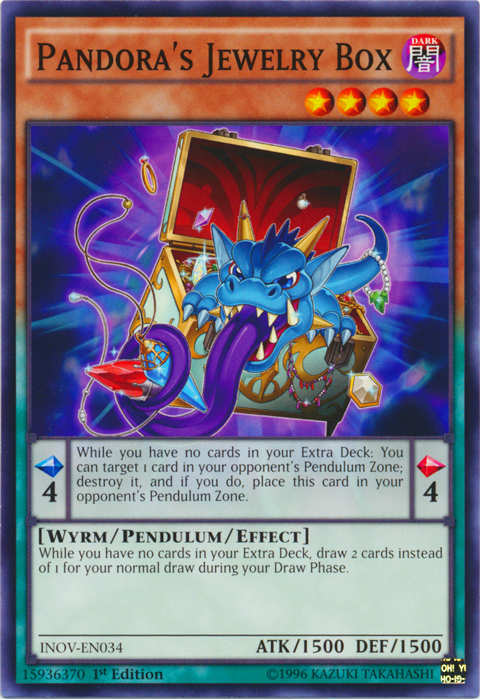 PANDORA'S JEWELRY BOX
DARK
闇
While you have no cards in your Extra Deck: You
can target 1 card in your opponent's Pendulum Zone;
destroy it, and if you do, place this card in your
opponent's Pendulum Zone.
4
4
[WYRM/PENDULUM/EFFECT]
While you have no cards in your Extra Deck, draw 2 cards instead
of 1 for your normal draw during your Draw Phase.
INOV-EN034
ATK/1500 DEF/1500
15936370 1st Edition
©1996 KAZUKI TAKAHASHI